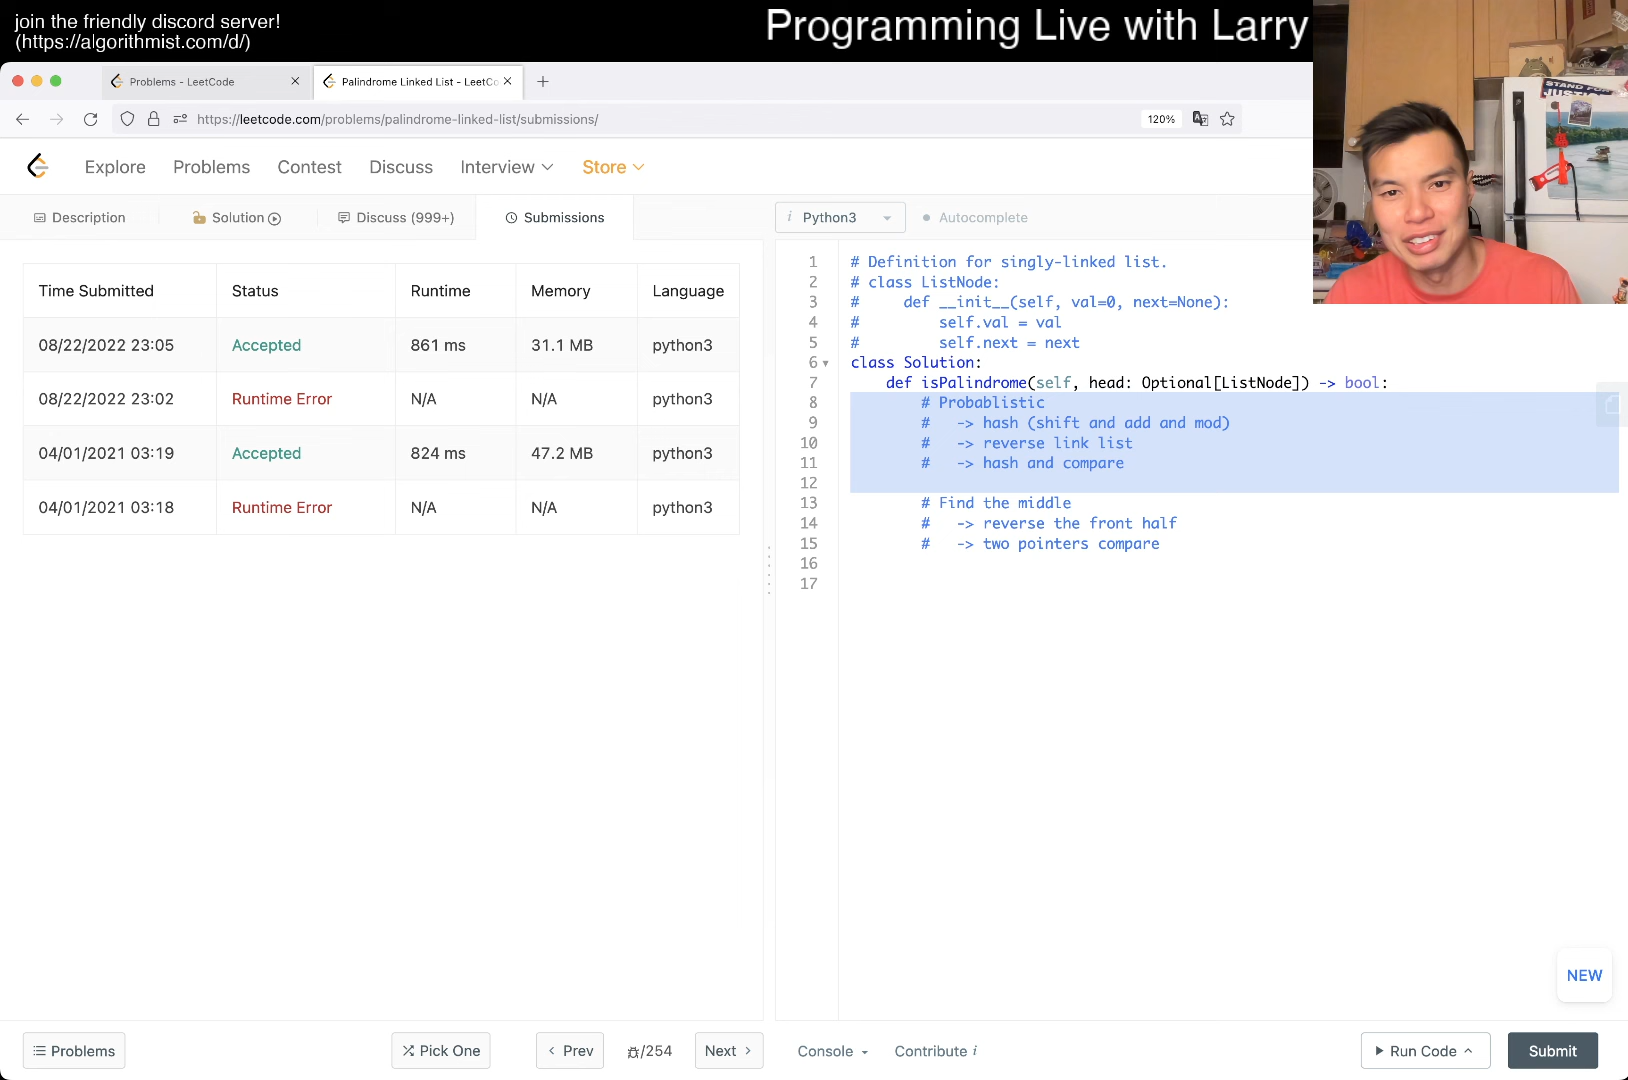 join the friendly discord server!
(https://algorithmist.com/d/)
Programming Live with Larry
STAND FOR
JUSTICE
Problems - LeetCode
Palindrome Linked List - LeetCo
https://leetcode.com/problems/palindrome-linked-list/submissions/
120%
Explore Problems Contest Discuss Interview Store
Description Solution Discuss (999+) Submissions
i Python3 Autocomplete
Time Submitted Status Runtime Memory Language
08/22/2022 23:05 Accepted 861 ms 31.1 MB python3
08/22/2022 23:02 Runtime Error N/A N/A python3
04/01/2021 03:19 Accepted 824 ms 47.2 MB python3
04/01/2021 03:18 Runtime Error N/A N/A python3
1 # Definition for singly-linked list.
2 # class ListNode:
3 #     def __init__(self, val=0, next=None):
4 #         self.val = val
5 #         self.next = next
6 class Solution:
7     def isPalindrome(self, head: Optional[ListNode]) -> bool:
8         # Probablistic
9         #   -> hash (shift and add and mod)
10         #   -> reverse link list
11         #   -> hash and compare
12
13         # Find the middle
14         #   -> reverse the front half
15         #   -> two pointers compare
16
17
NEW
Problems Pick One Prev /254 Next Console Contribute i Run Code Submit